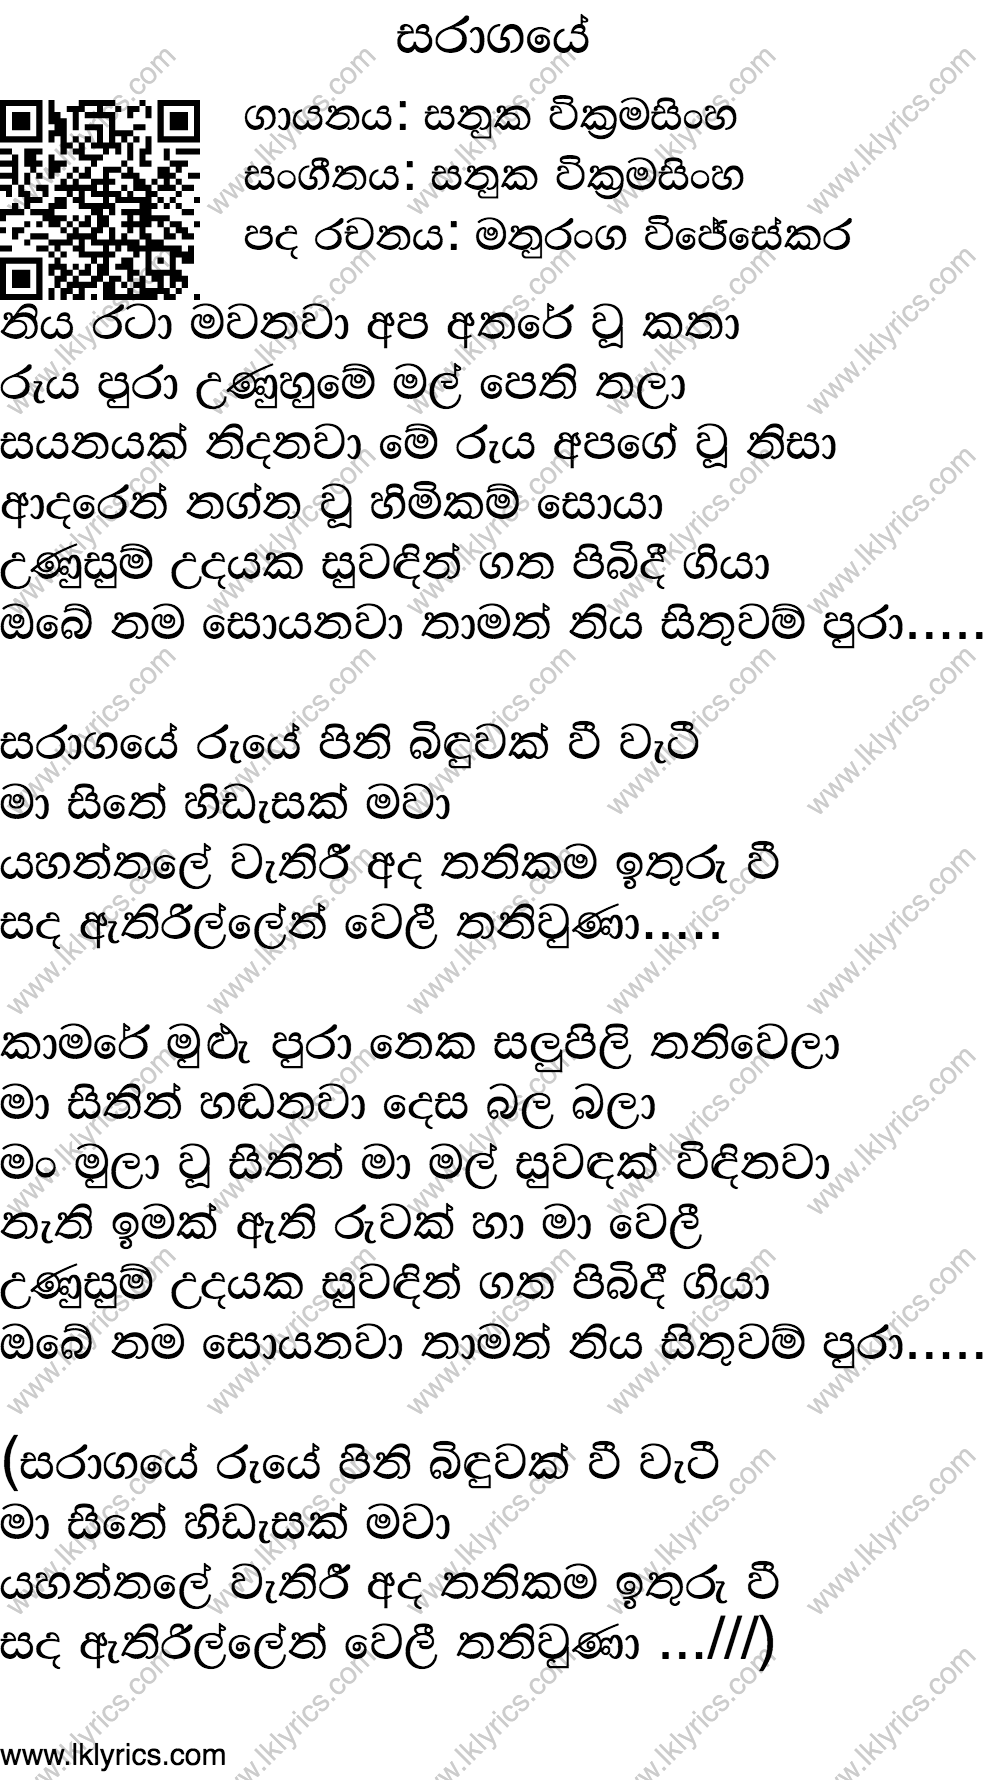 සරාගයේ
ගායනය: සතුක වික්‍රමසිංහ
සංගීතය: සතුක වික්‍රමසිංහ
පද රචනය: මතුරංග විජේසේකර
නිය රටා මවනවා අප අතරේ වූ කතා
රුය පුරා උණුහුමේ මල් පෙති තලා
සයනයක් නිදනවා මේ රුය අපගේ වූ නිසා
ආදරෙන් නග්න වූ හිමිකම් සොයා
උණුසුම් උදයක සුවඳින් ගත පිබිදී ගියා
ඔබේ නම සොයනවා තාමත් නිය සිතුවම් පුරා.....
සරාගයේ රුයේ පිනි බිඳුවක් වී වැටී
මා සිතේ හිඩැසක් මවා
යහන්තලේ වැතිරී අද තනිකම ඉතුරු වී
සද ඇතිරිල්ලේන් වෙලී තනිවුණා.....
කාමරේ මුළු පුරා නෙක සලුපිලි තනිවෙලා
මා සිතින් හඬනවා දෙස බල බලා
මං මුලා වූ සිතින් මා මල් සුවඳක් විඳිනවා
නැති ඉමක් ඇති රුවක් හා මා වෙලී
උණුසුම් උදයක සුවඳින් ගත පිබිදී ගියා
ඔබේ නම සොයනවා තාමත් නිය සිතුවම් පුරා.....
(සරාගයේ රුයේ පිනි බිඳුවක් වී වැටී
මා සිතේ හිඩැසක් මවා
යහන්තලේ වැතිරී අද තනිකම ඉතුරු වී
සද ඇතිරිල්ලේන් වෙලී තනිවුණා ...///)
www.lklyrics.com